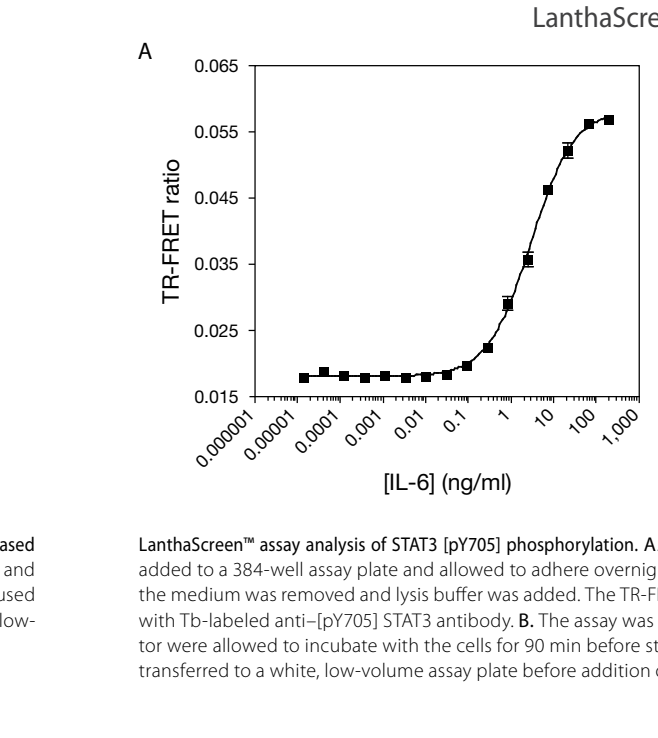 LanthaScre
A
0.065
0.055
0.045
0.035
0.025
0.015
TR-FRET ratio
0.000001
0.00001
0.0001
0.001
0.01
0.1
1
10
100
1,000
[IL-6] (ng/ml)
ased
and
used
low-
LanthaScreen™ assay analysis of STAT3 [pY705] phosphorylation. A.
added to a 384-well assay plate and allowed to adhere overnig
the medium was removed and lysis buffer was added. The TR-F
with Tb-labeled anti–[pY705] STAT3 antibody. B. The assay was
tor were allowed to incubate with the cells for 90 min before st
transferred to a white, low-volume assay plate before addition